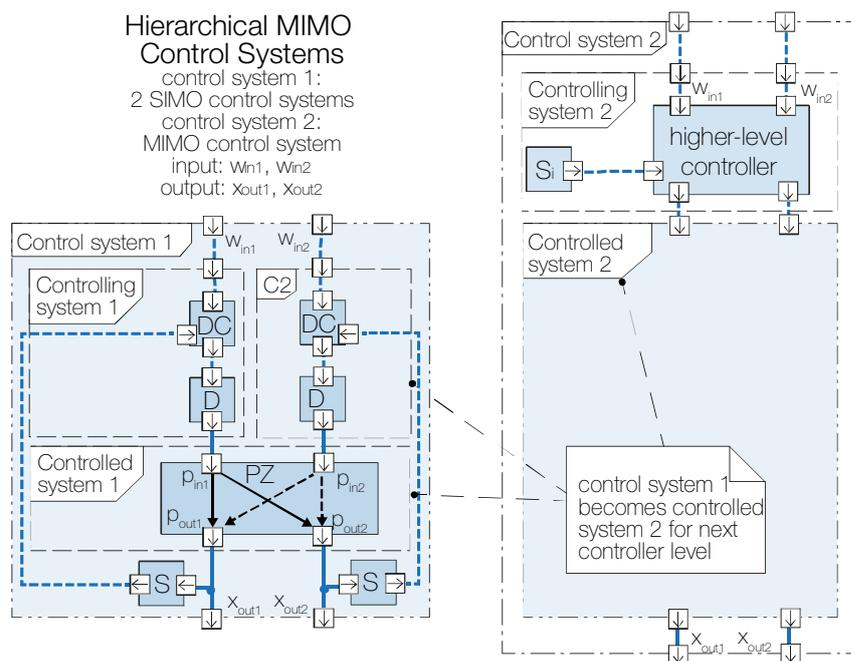 Hierarchical MIMO
Control Systems
control system 1:
2 SIMO control systems
control system 2:
MIMO control system
input: win1, win2
output: xout1, xout2
Control system 1
win1
win2
Controlling
system 1
C2
DC
DC
D
D
Controlled
system 1
PZ
pin1
pin2
pout1
pout2
S
S
xout1
xout2
Control system 2
Controlling
system 2
win1
win2
higher-level
controller
Si
xout1
xout2
Controlled
system 2
control system 1
becomes controlled
system 2 for next
controller level
xout1
xout2